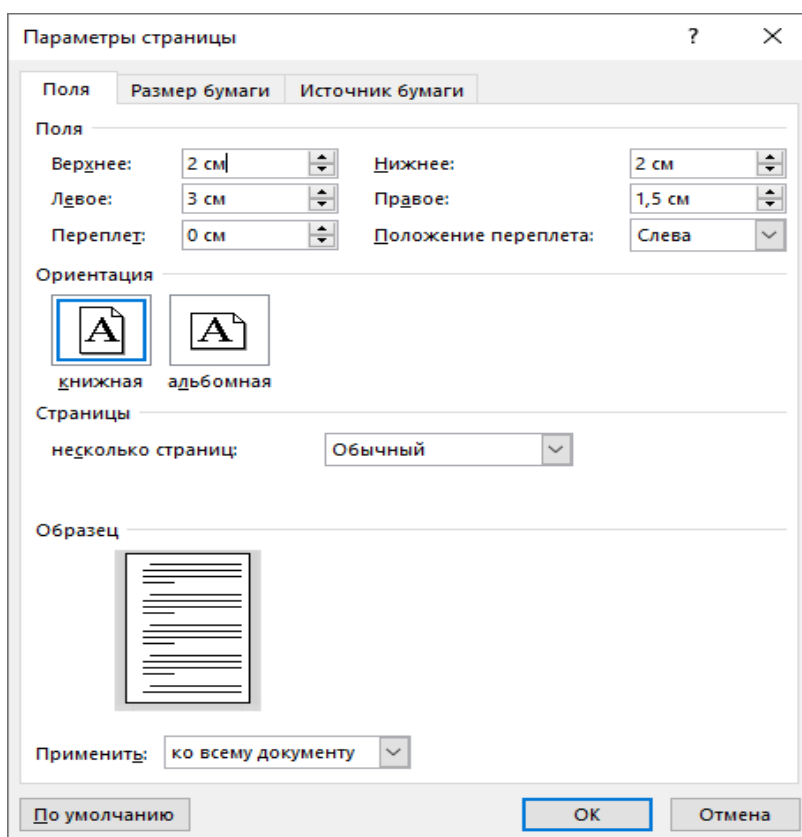 Параметры страницы ?
Поля Размер бумаги Источник бумаги
Поля
Верхнее: 2 см Нижнее: 2 см
Левое: 3 см Правое: 1,5 см
Переплет: 0 см Положение переплета: Слева
Ориентация
A A
книжная альбомная
Страницы
несколько страниц: Обычный
Образец
Применить: ко всему документу
По умолчанию ОК Отмена